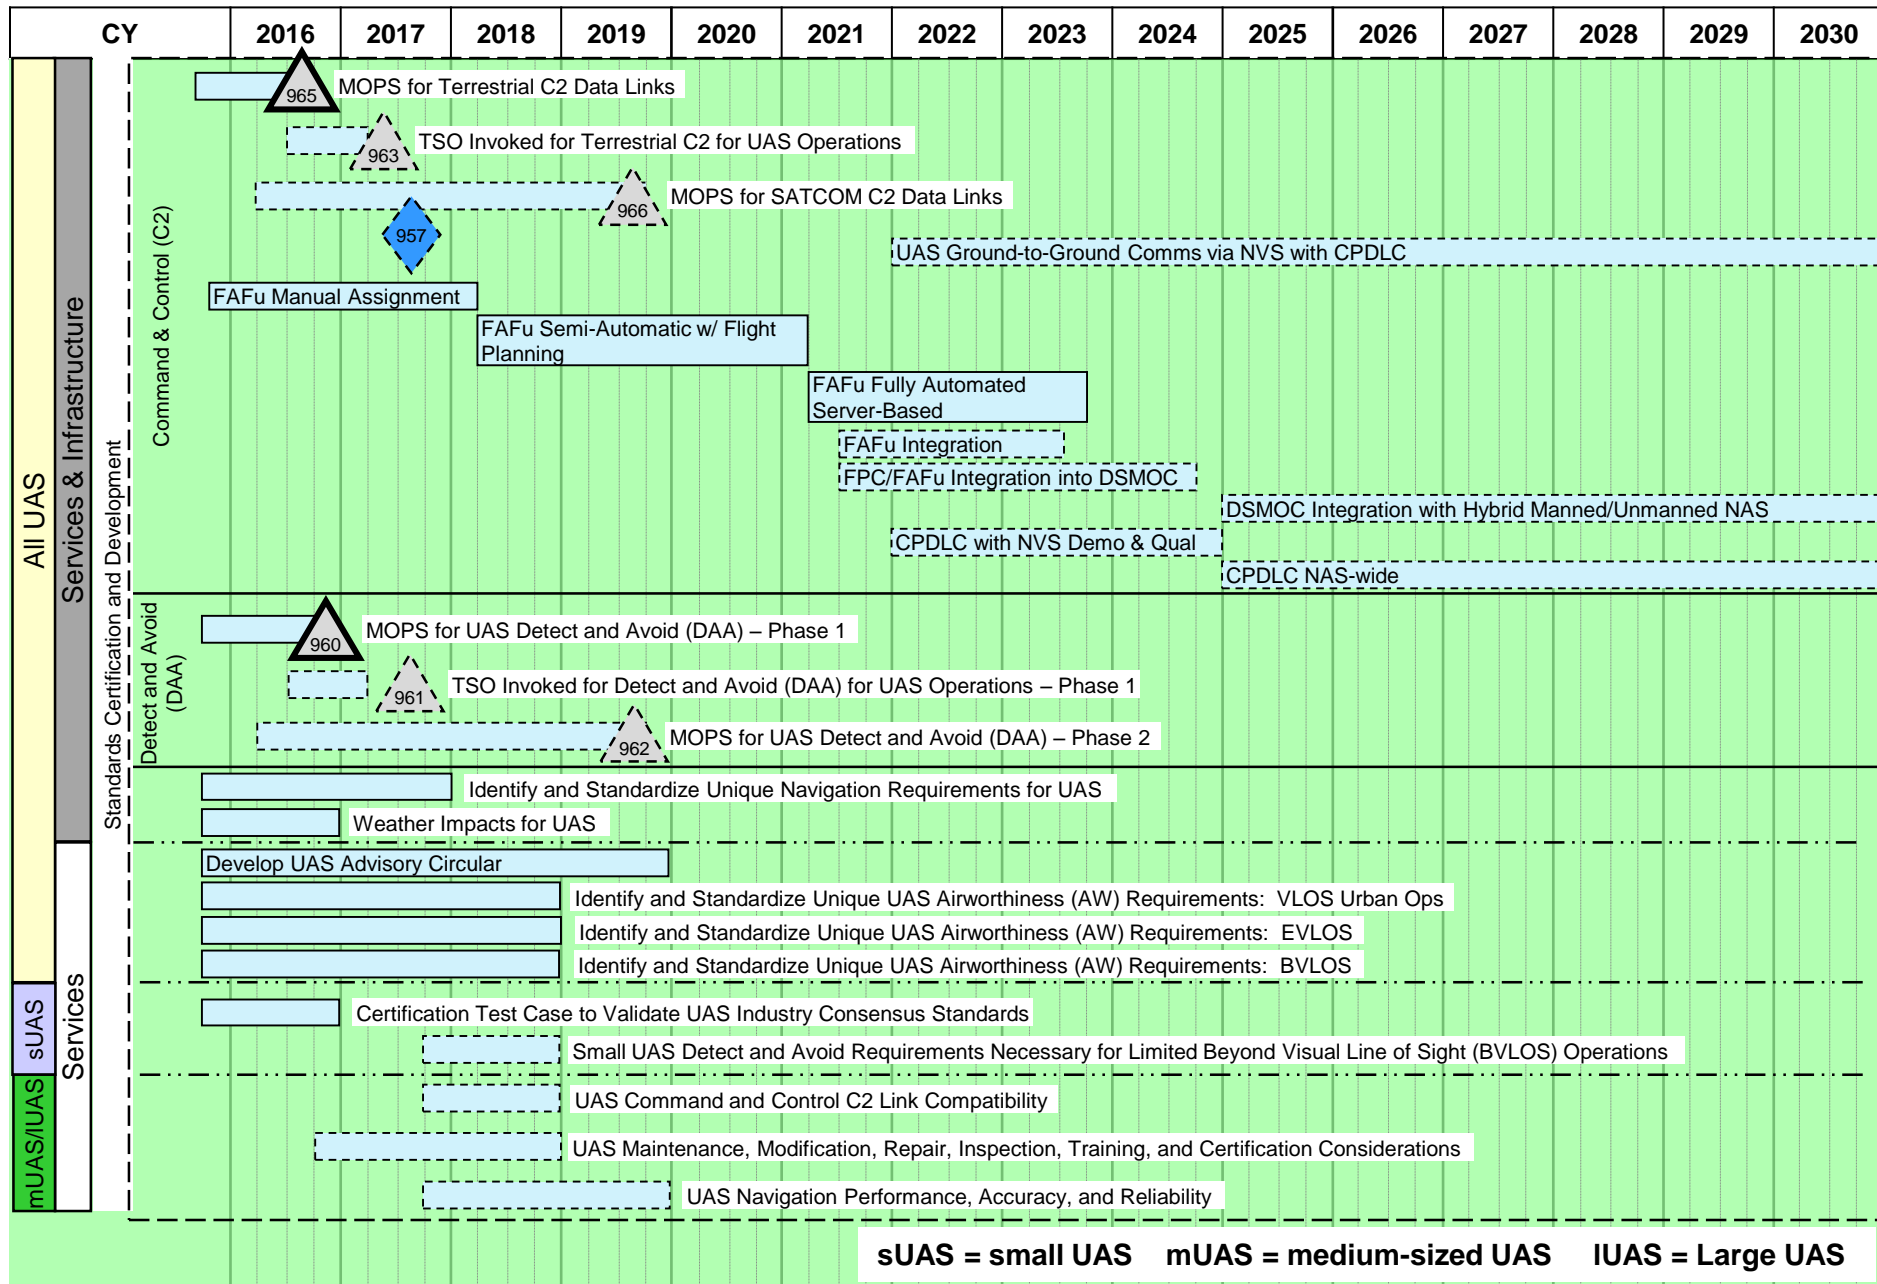 CY 2016 2017 2018 2019 2020 2021 2022 2023 2024 2025 2026 2027 2028 2029 2030
All UAS
Services & Infrastructure
Standards Certification and Development
Command & Control (C2)
965 MOPS for Terrestrial C2 Data Links
963 TSO Invoked for Terrestrial C2 for UAS Operations
966 MOPS for SATCOM C2 Data Links
957
UAS Ground-to-Ground Comms via NVS with CPDLC
FAFu Manual Assignment
FAFu Semi-Automatic w/ Flight
Planning
FAFu Fully Automated
Server-Based
FAFu Integration
FPC/FAFu Integration into DSMOC
DSMOC Integration with Hybrid Manned/Unmanned NAS
CPDLC with NVS Demo & Qual
CPDLC NAS-wide
Detect and Avoid
(DAA)
960 MOPS for UAS Detect and Avoid (DAA) – Phase 1
961 TSO Invoked for Detect and Avoid (DAA) for UAS Operations – Phase 1
962 MOPS for UAS Detect and Avoid (DAA) – Phase 2
Identify and Standardize Unique Navigation Requirements for UAS
Weather Impacts for UAS
Services
Develop UAS Advisory Circular
Identify and Standardize Unique UAS Airworthiness (AW) Requirements: VLOS Urban Ops
Identify and Standardize Unique UAS Airworthiness (AW) Requirements: EVLOS
Identify and Standardize Unique UAS Airworthiness (AW) Requirements: BVLOS
sUAS
Certification Test Case to Validate UAS Industry Consensus Standards
Small UAS Detect and Avoid Requirements Necessary for Limited Beyond Visual Line of Sight (BVLOS) Operations
mUAS/lUAS
UAS Command and Control C2 Link Compatibility
UAS Maintenance, Modification, Repair, Inspection, Training, and Certification Considerations
UAS Navigation Performance, Accuracy, and Reliability
sUAS = small UAS mUAS = medium-sized UAS lUAS = Large UAS